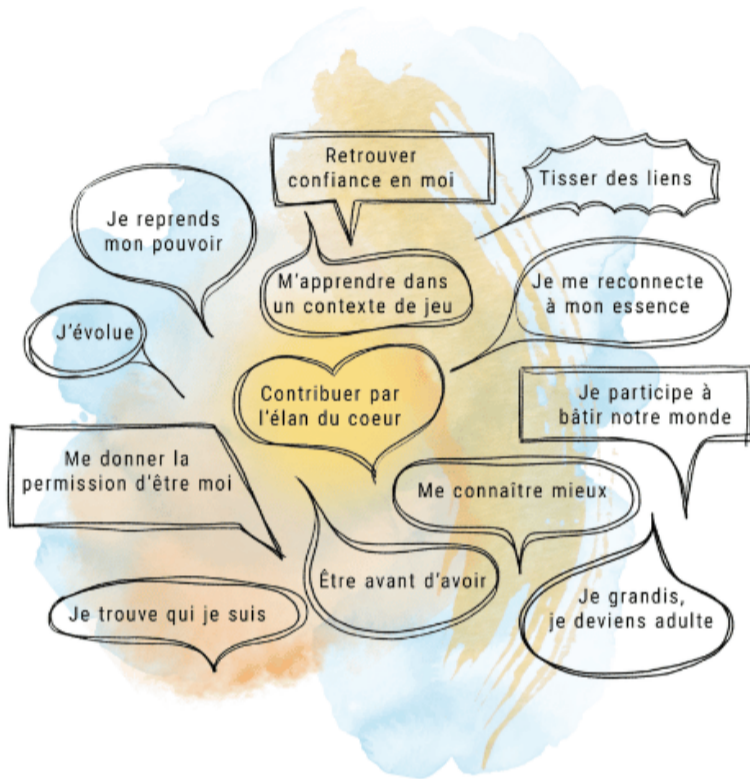 Retrouver
confiance en moi
Tisser des liens
Je reprends
mon pouvoir
M'apprendre dans
un contexte de jeu
Je me reconnecte
à mon essence
J'évolue
Contribuer par
l'élan du coeur
Je participe à
bâtir notre monde
Me donner la
permission d'être moi
Me connaître mieux
Être avant d'avoir
Je trouve qui je suis
Je grandis,
je deviens adulte